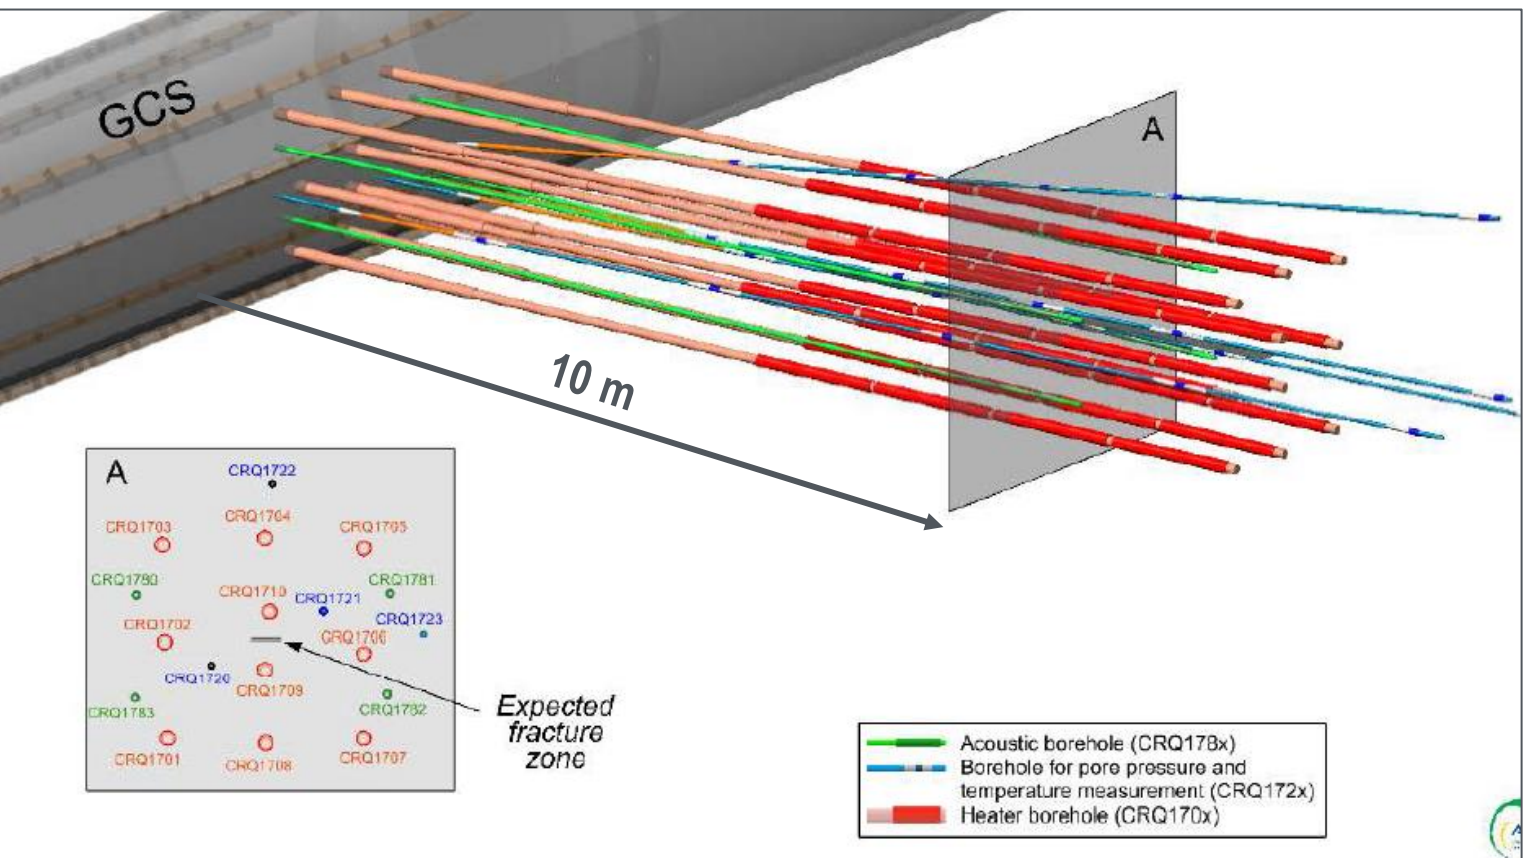 GCS
A
10 m
A
CRQ1722
CRQ1704
CRQ1703
CRQ1705
CRQ1780
CRQ1781
CRQ1710
CRQ1721
CRQ1702
CRQ1723
CRQ1706
CRQ1720
CRQ1709
CRQ1783
CRQ1782
CRQ1701
CRQ1708
CRQ1707
Expected
fracture
zone
Acoustic borehole (CRQ178x)
Borehole for pore pressure and
temperature measurement (CRQ172x)
Heater borehole (CRQ170x)